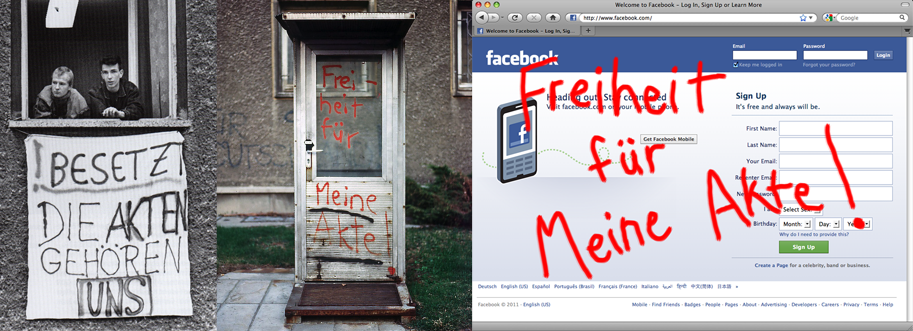 ! BESETZT
DIE AKTEN
GEHÖREN
UNS
Frei-
heit
für
Meine
Akte!
Welcome to Facebook – Log In, Sign Up or Learn More
http://www.facebook.com/
Google
Welcome to Facebook – Log In, Sig...
facebook
Email
Password
Login
Keep me logged in
Forgot your password?
Freiheit
für
Meine Akte!
Heading out? Stay connected
Visit facebook.com on your mobile phone.
Get Facebook Mobile
Sign Up
It's free and always will be.
First Name:
Last Name:
Your Email:
Re-enter Email:
Select Sex:
Birthday: Month: Day: Year:
Why do I need to provide this?
Sign Up
Create a Page for a celebrity, band or business.
Deutsch English (US) Español Português (Brasil) Français (France) Italiano العربية हिन्दी 中文(简体) 日本語 »
Facebook © 2011 · English (US)
Mobile · Find Friends · Badges · People · Pages · About · Advertising · Developers · Careers · Privacy · Terms · Help